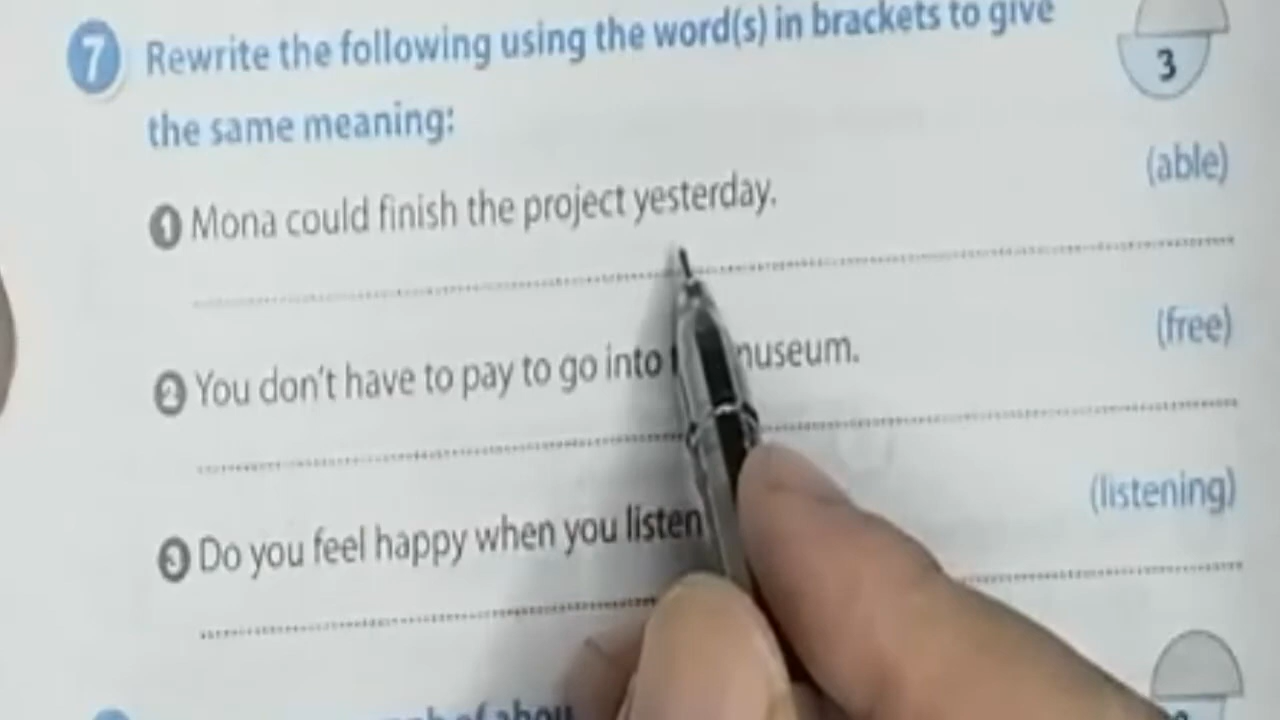 7 Rewrite the following using the word(s) in brackets to give
3
the same meaning:
1 Mona could finish the project yesterday. (able)
2 You don't have to pay to go into museum. (free)
3 Do you feel happy when you listen (listening)
of abou